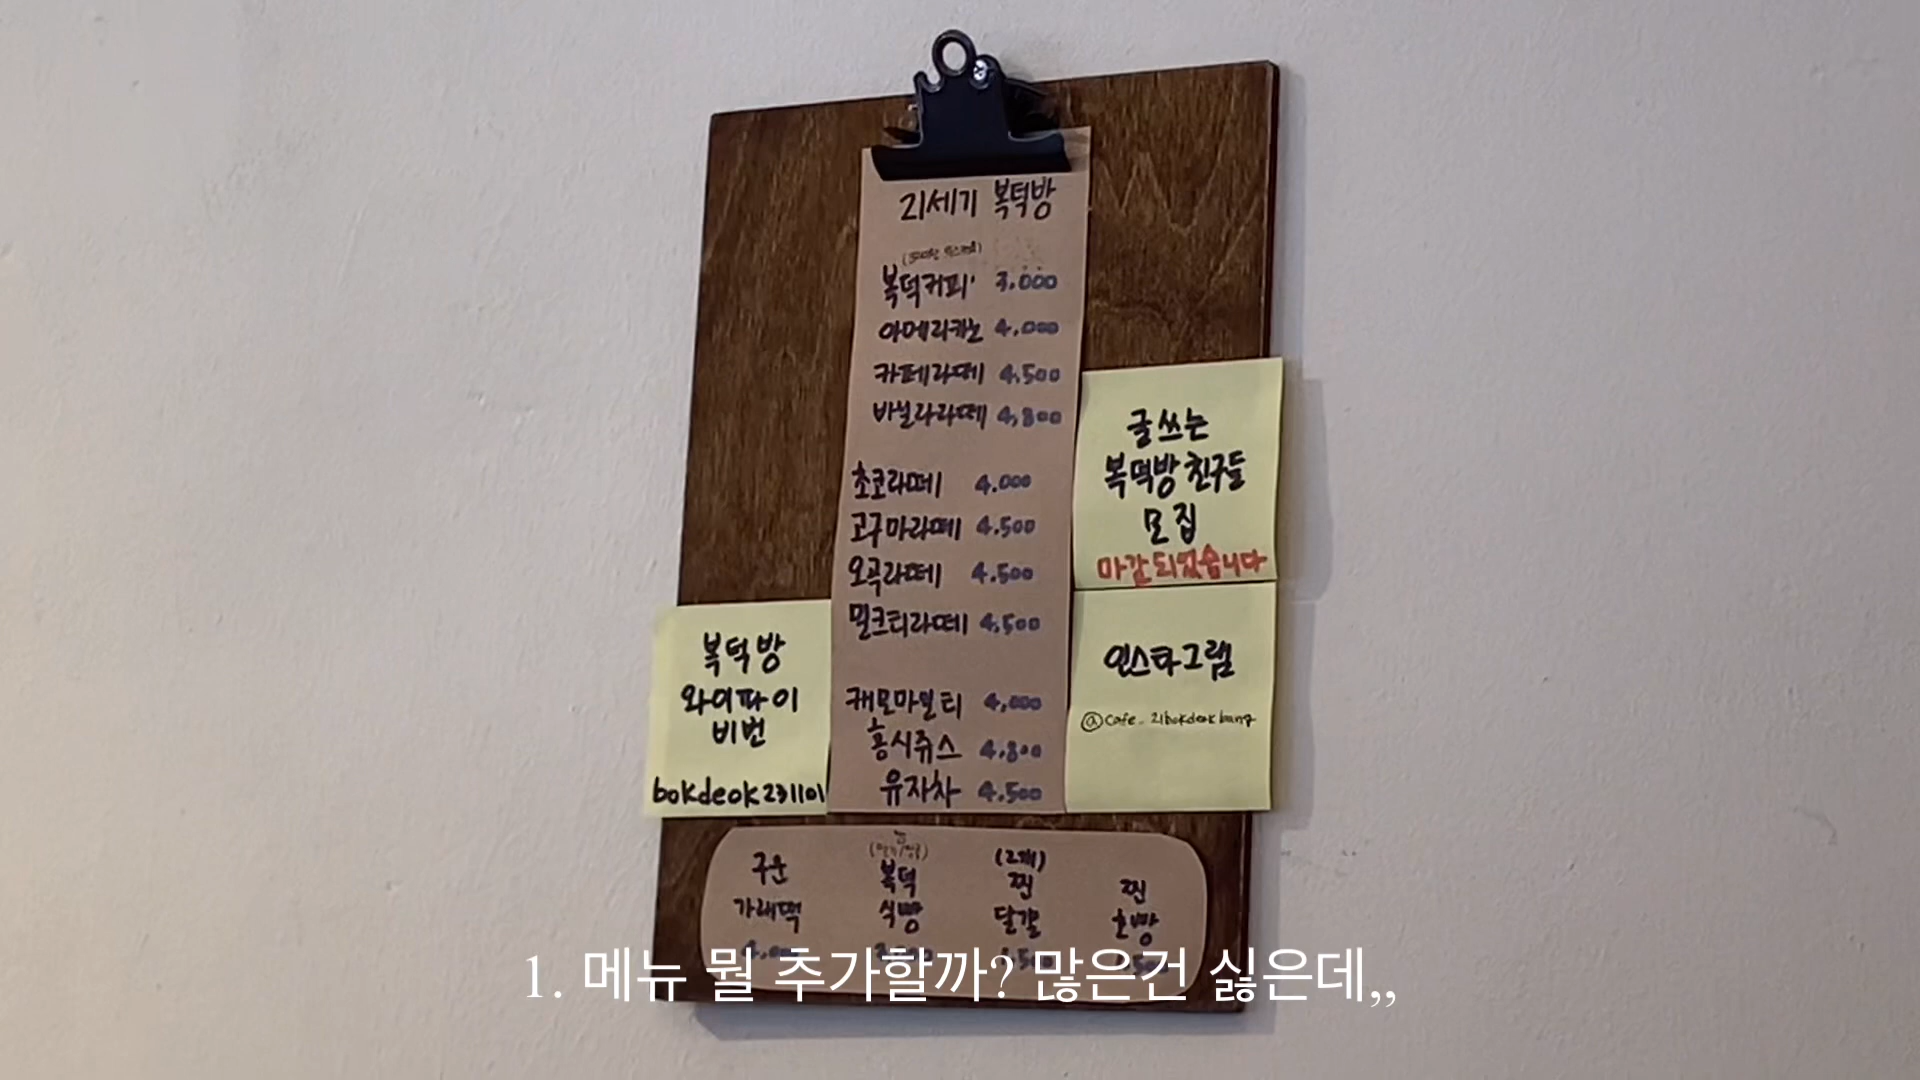 21세기 복덕방
복덕커피 3.000
아메리카노 4.000
카페라떼 4.500
바닐라라떼 4.800
초코라떼 4.000
고구마라떼 4.500
오곡라떼 4.500
밀크티라떼 4.500
캐모마일티 4.000
홍시쥬스 4.800
유자차 4.500
글쓰는
복덕방 친구들
모집
마감되었습니다
복덕방
와이파이
비번
bokdeok231101
인스타그램
@cafe_21bokdeokbang
구운
가래떡
복덕
식빵
(2개)
찐
달걀
찐
호빵
1. 메뉴 뭘 추가할까? 많은건 싫은데,,